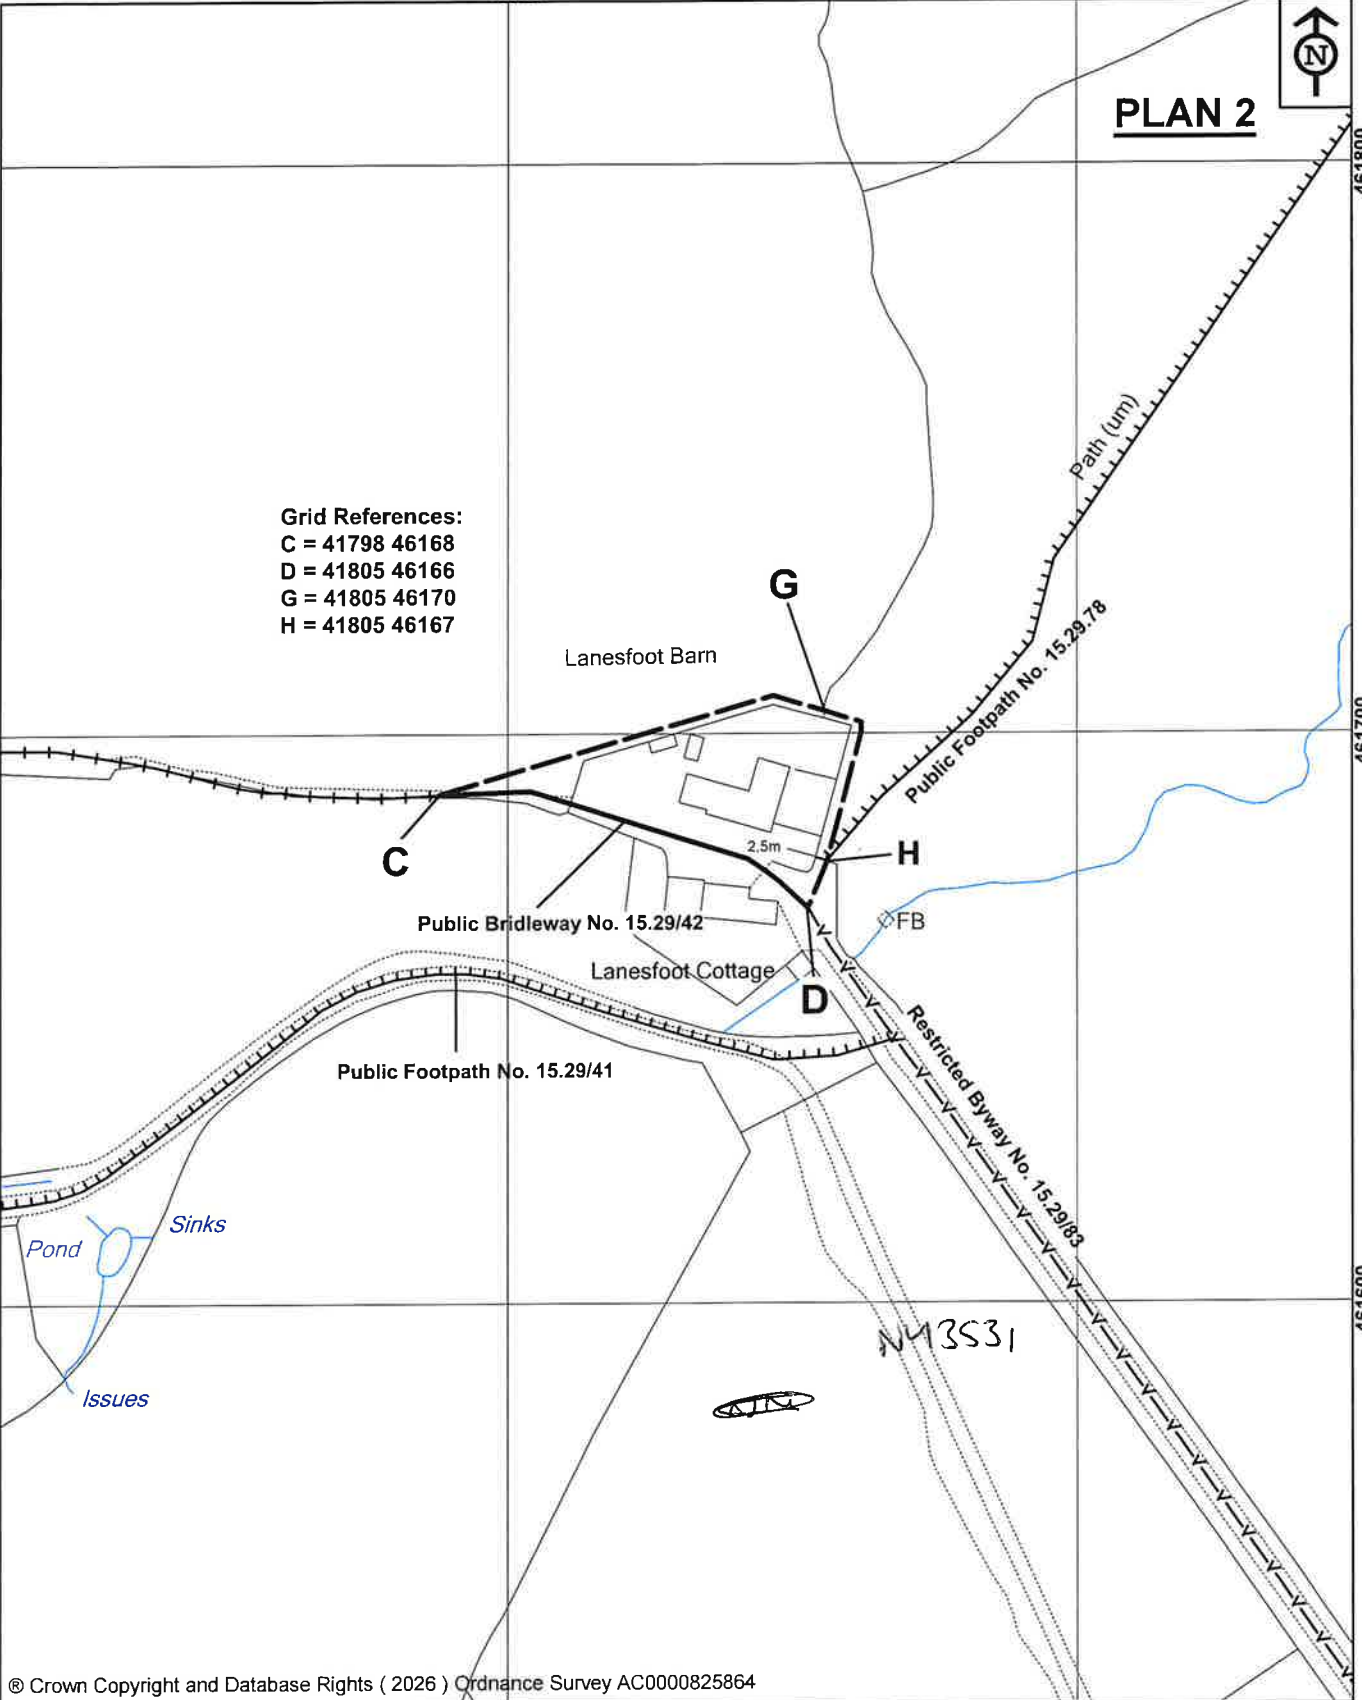 N
PLAN 2
461800
Path (um)
Grid References:
C = 41798 46168
D = 41805 46166
G = 41805 46170
H = 41805 46167
G
Public Footpath No. 15.29.78
Lanesfoot Barn
461700
2.5m
H
C
Public Bridleway No. 15.29/42
FB
Lanesfoot Cottage
D
Restricted Byway No. 15.29/83
Public Footpath No. 15.29/41
Sinks
Pond
461600
N43531
Issues
® Crown Copyright and Database Rights ( 2026 ) Ordnance Survey AC0000825864